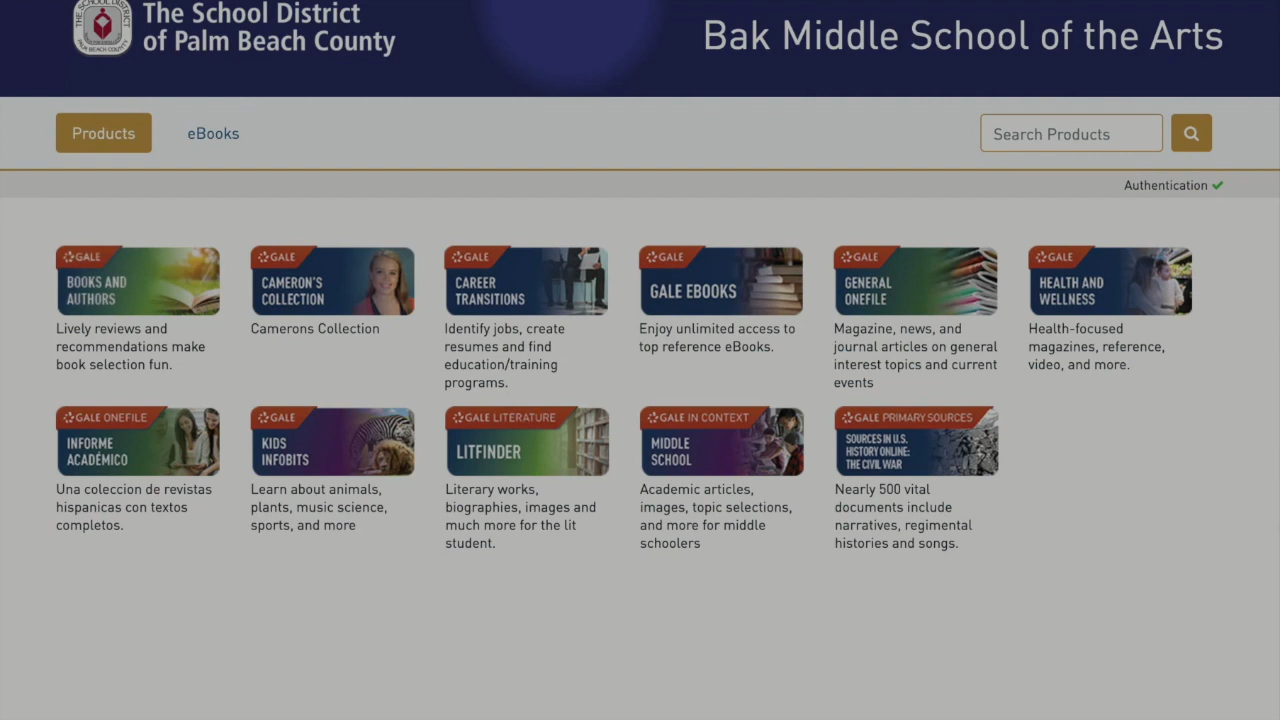 The School District
of Palm Beach County
Bak Middle School of the Arts
THE SCHOOL DISTRICT
PALM BEACH COUNTY
Products
eBooks
Search Products
Authentication
GALE
BOOKS AND
AUTHORS
Lively reviews and
recommendations make
book selection fun.
GALE
CAMERON'S
COLLECTION
Camerons Collection
GALE
CAREER
TRANSITIONS
Identify jobs, create
resumes and find
education/training
programs.
GALE
GALE EBOOKS
Enjoy unlimited access to
top reference eBooks.
GALE
GENERAL
ONEFILE
Magazine, news, and
journal articles on general
interest topics and current
events
GALE
HEALTH AND
WELLNESS
Health-focused
magazines, reference,
video, and more.
GALE ONEFILE
INFORME
ACADÉMICO
Una coleccion de revistas
hispanicas con textos
completos.
GALE
KIDS
INFOBITS
Learn about animals,
plants, music science,
sports, and more
GALE LITERATURE
LITFINDER
Literary works,
biographies, images and
much more for the lit
student.
GALE IN CONTEXT
MIDDLE
SCHOOL
Academic articles,
images, topic selections,
and more for middle
schoolers
GALE PRIMARY SOURCES
SOURCES IN U.S.
HISTORY ONLINE:
THE CIVIL WAR
Nearly 500 vital
documents include
narratives, regimental
histories and songs.